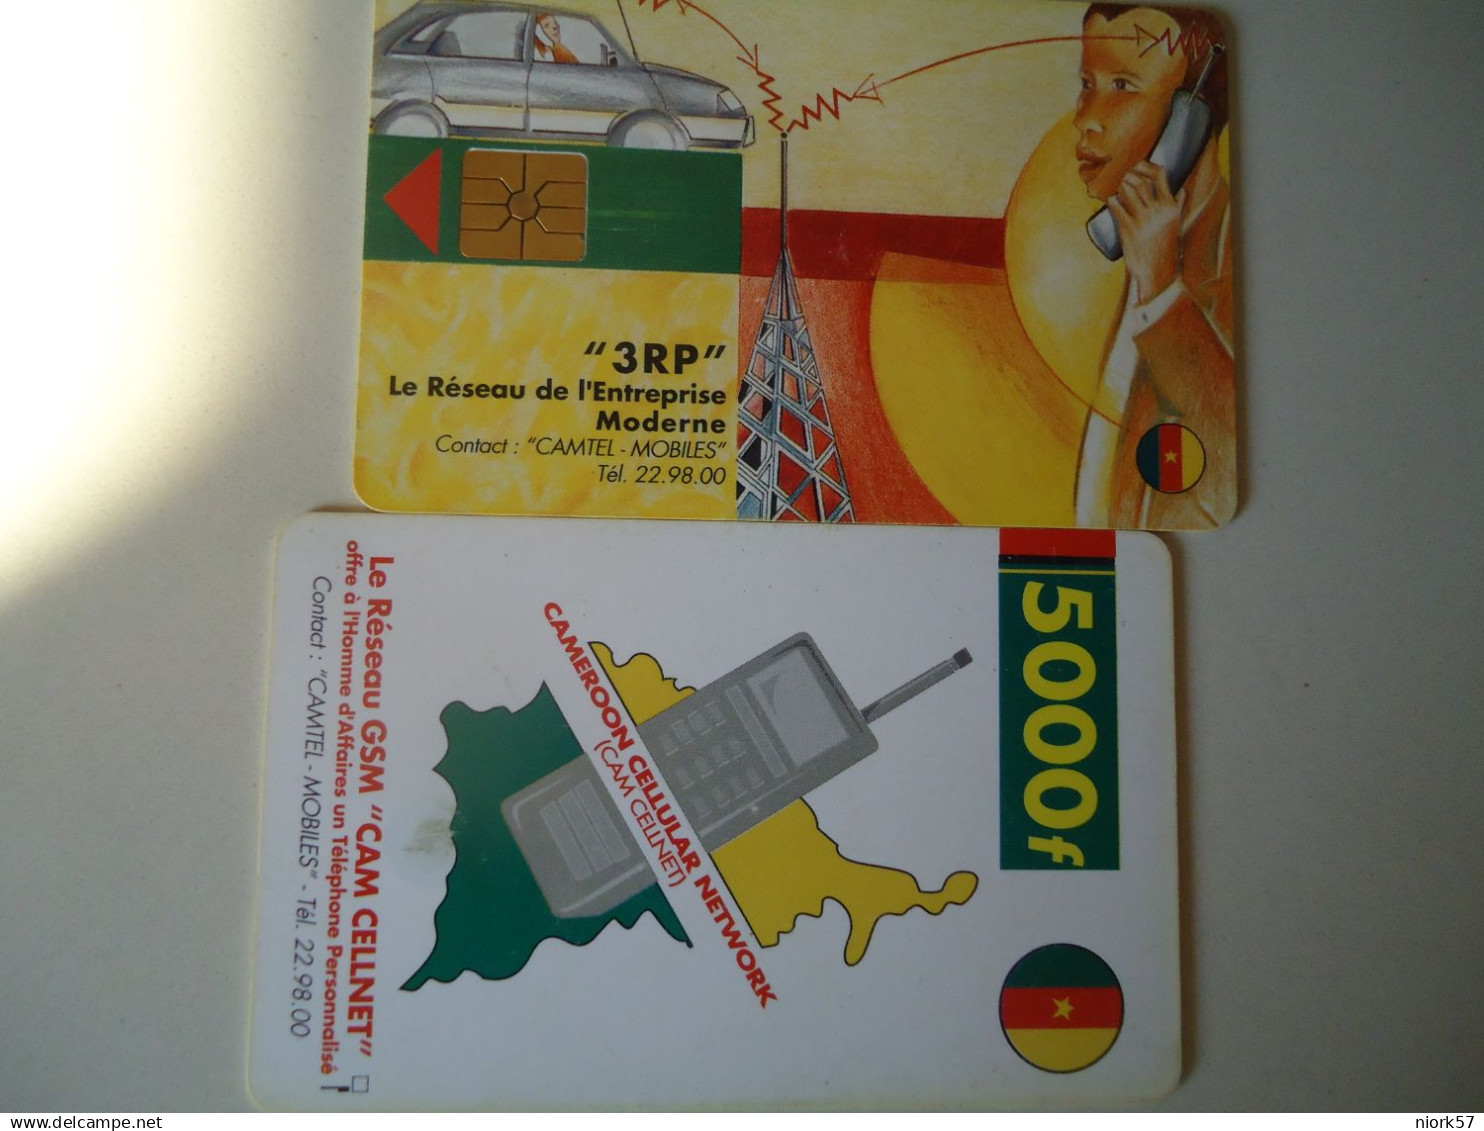 "3RP"
Le Réseau de l'Entreprise
Moderne
Contact : "CAMTEL - MOBILES"
Tél. 22.98.00
5000f
CAMEROON CELLULAR NETWORK
(CAM CELLNET)
Le Réseau GSM "CAM CELLNET"
offre à l'Homme d'Affaires un Téléphone Personnalisé
Contact : "CAMTEL - MOBILES" - Tél. 22.98.00
delcampe.net
niork57